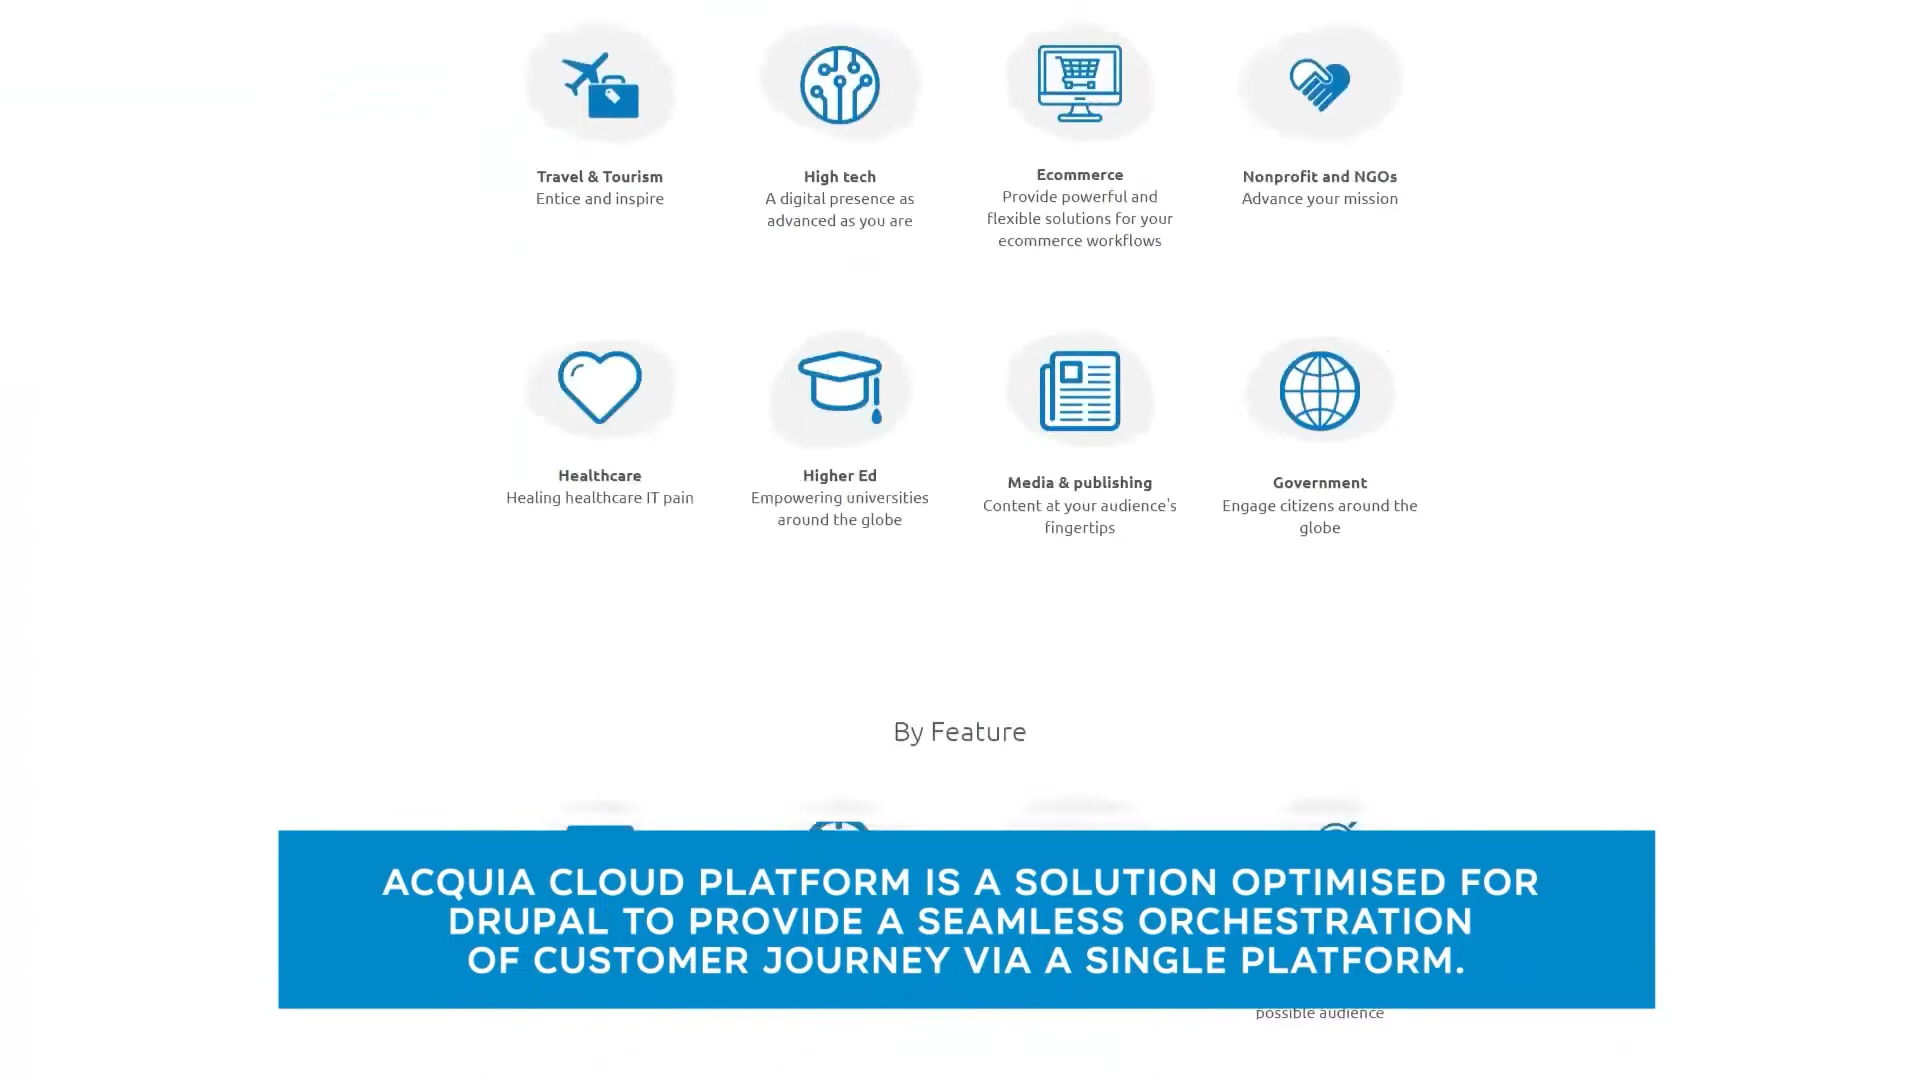 Travel & Tourism
Entice and inspire
High tech
A digital presence as
advanced as you are
Ecommerce
Provide powerful and
flexible solutions for your
ecommerce workflows
Nonprofit and NGOs
Advance your mission
Healthcare
Healing healthcare IT pain
Higher Ed
Empowering universities
around the globe
Media & publishing
Content at your audience's
fingertips
Government
Engage citizens around the
globe
By Feature
ACQUIA CLOUD PLATFORM IS A SOLUTION OPTIMISED FOR
DRUPAL TO PROVIDE A SEAMLESS ORCHESTRATION
OF CUSTOMER JOURNEY VIA A SINGLE PLATFORM.
possible audience